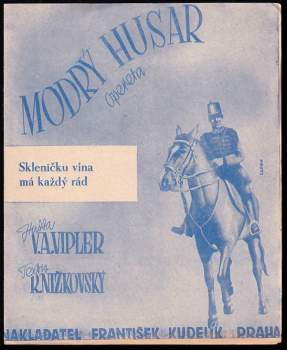 MODRÝ HUSAR
Opereta
Skleničku vína
má každý rád
Hudba
V.A.VIPLER
Text
R.NIŽKOVSKÝ
NAKLADATEL FRANTIŠEK KUDELÍK PRAHA